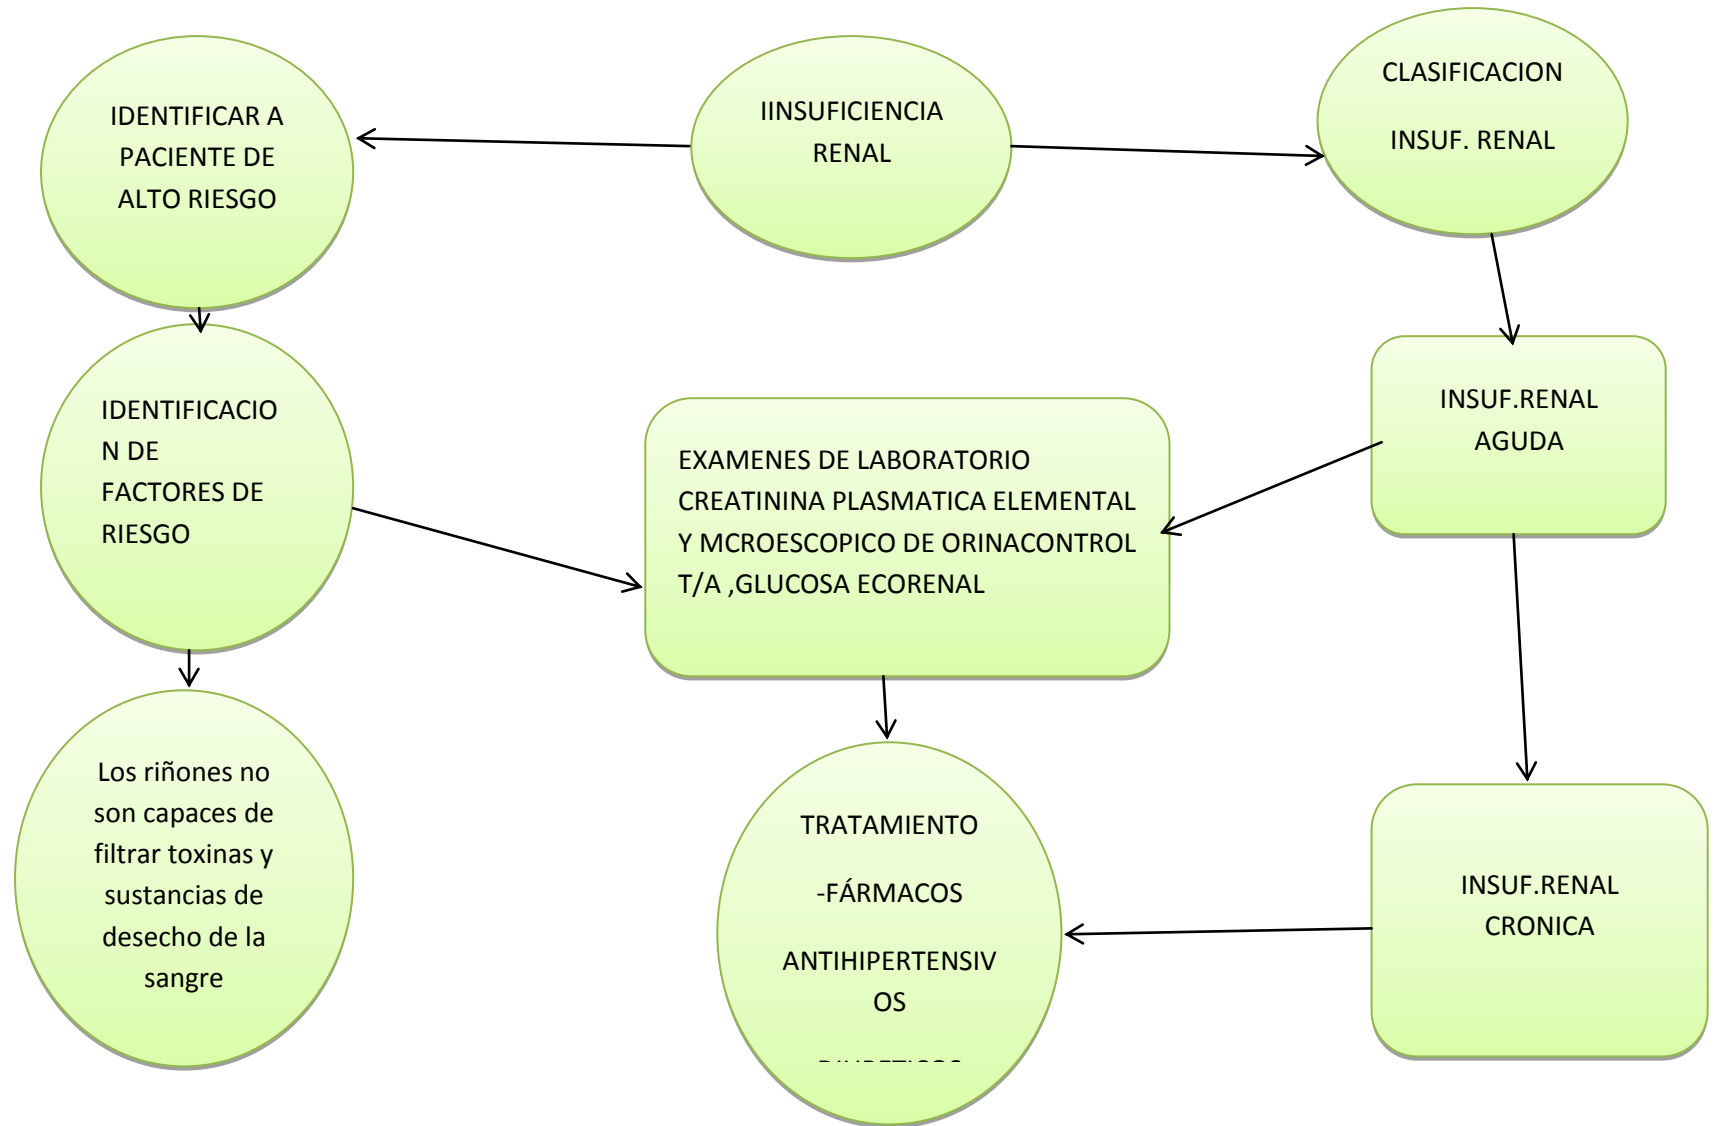 IINSUFICIENCIA
RENAL
IDENTIFICAR A
PACIENTE DE
ALTO RIESGO
CLASIFICACION
INSUF. RENAL
IDENTIFICACIO
N DE
FACTORES DE
RIESGO
EXAMENES DE LABORATORIO
CREATININA PLASMATICA ELEMENTAL
Y MCROESCOPICO DE ORINACONTROL
T/A ,GLUCOSA ECORENAL
INSUF.RENAL
AGUDA
Los riñones no
son capaces de
filtrar toxinas y
sustancias de
desecho de la
sangre
TRATAMIENTO
-FÁRMACOS
ANTIHIPERTENSIV
OS
INSUF.RENAL
CRONICA